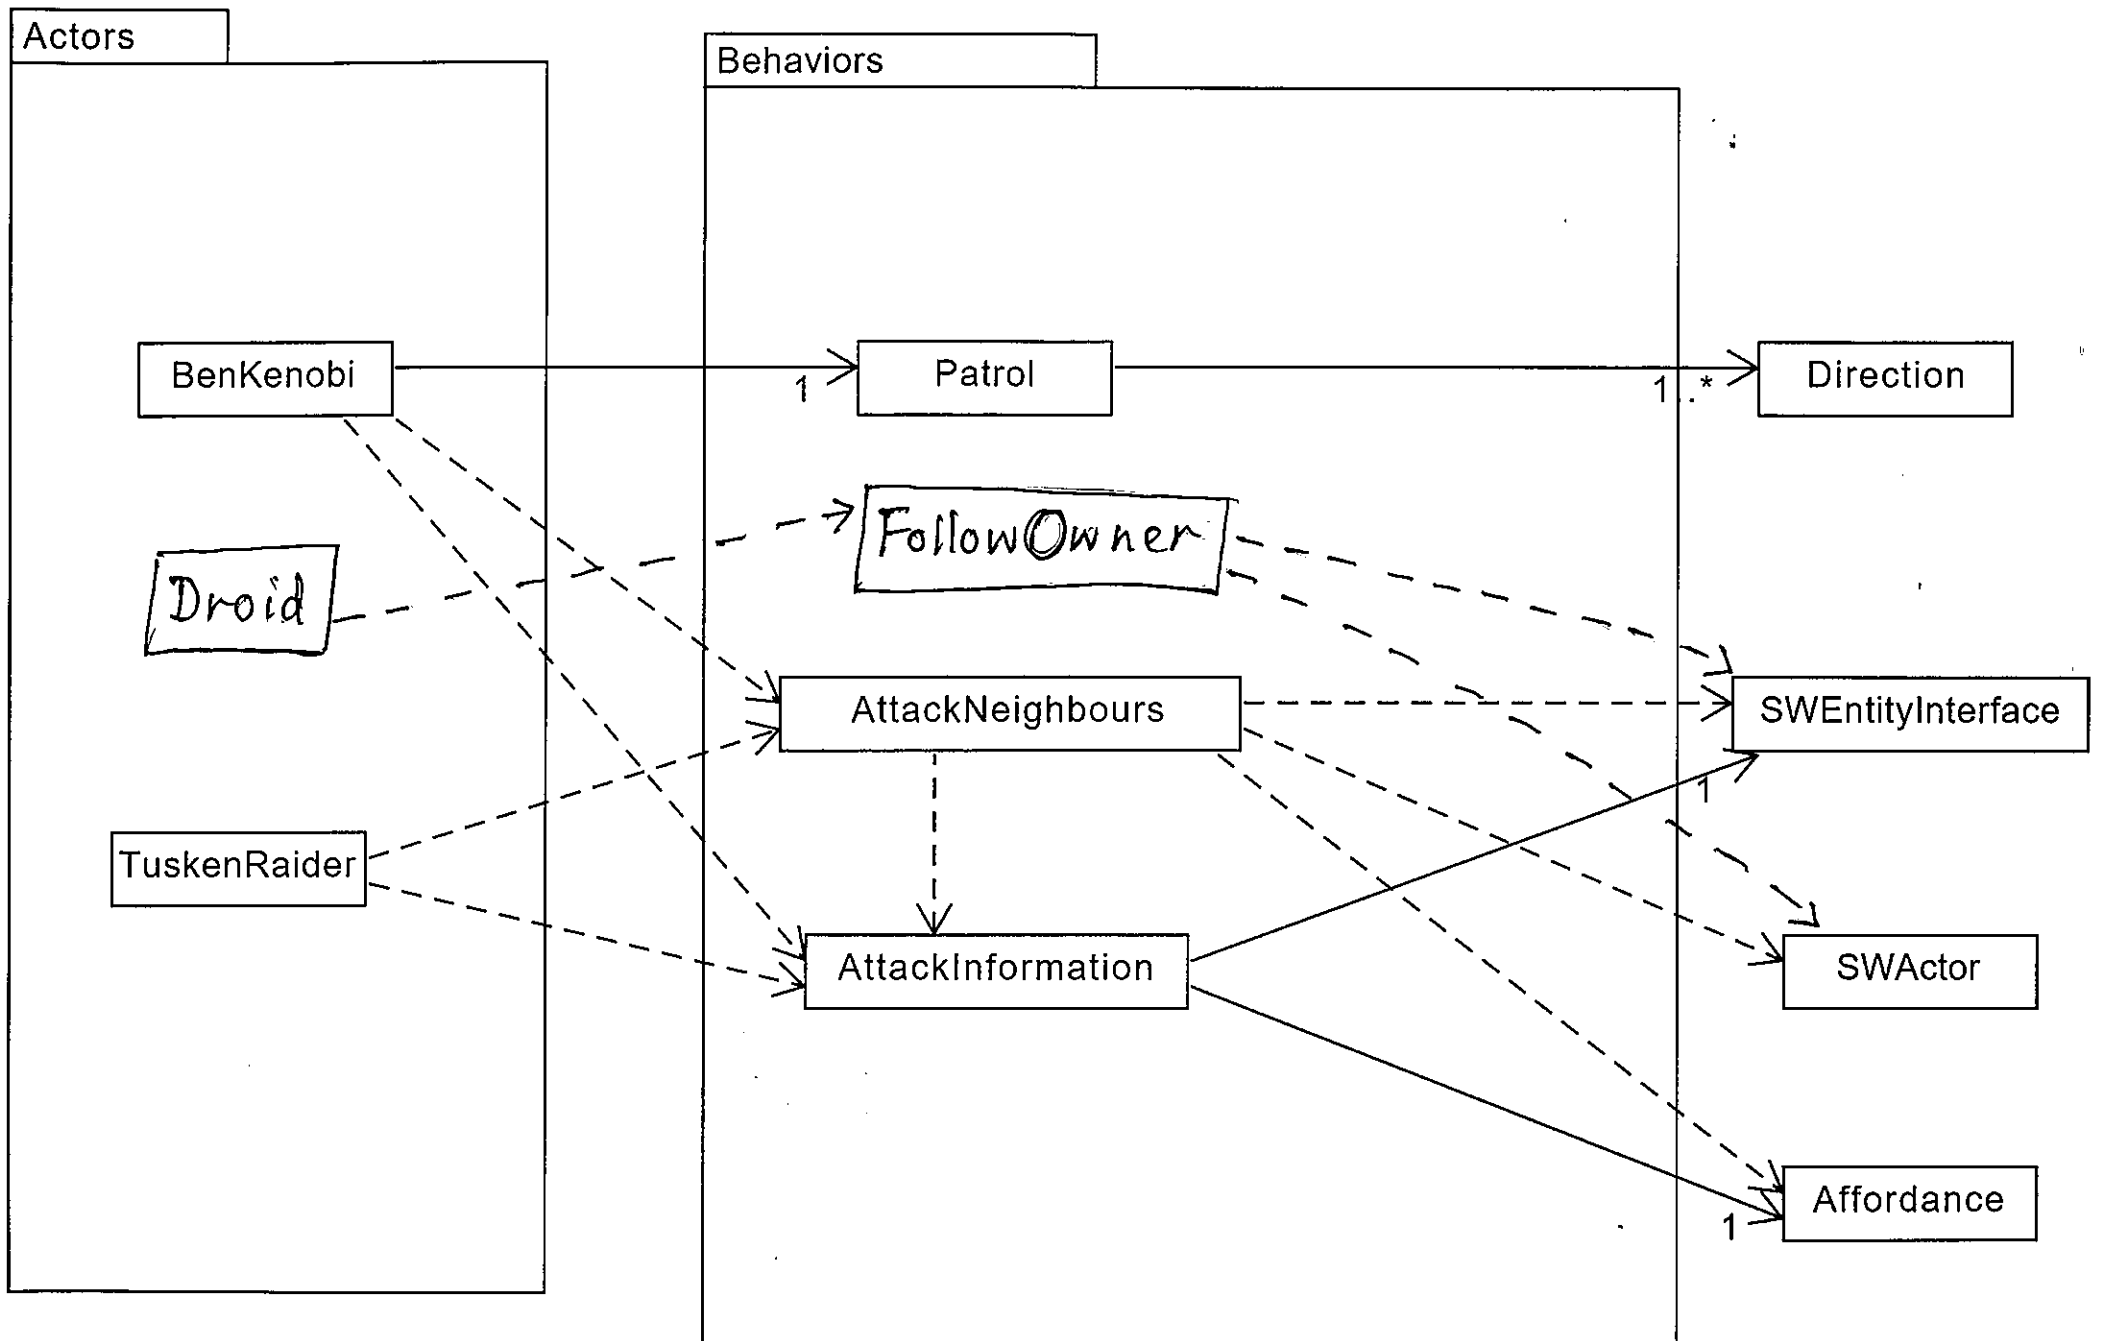 Actors
Behaviors
BenKenobi
1
Patrol
1..*
Direction
FollowOwner
Droid
AttackNeighbours
SWEntityInterface
1
TuskenRaider
AttackInformation
SWActor
Affordance
1